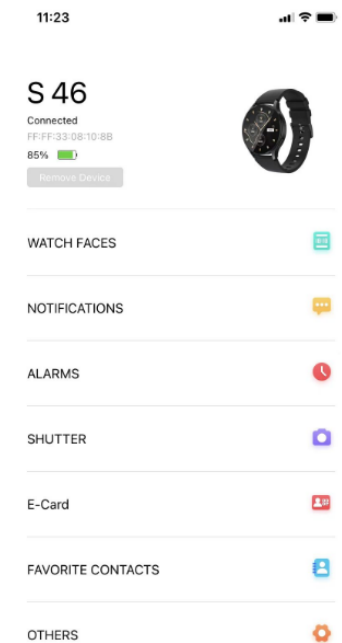 11:23
S 46
Connected
FF:FF:33:08:10:8B
85%
Remove Device
WATCH FACES
NOTIFICATIONS
ALARMS
SHUTTER
E-Card
FAVORITE CONTACTS
OTHERS